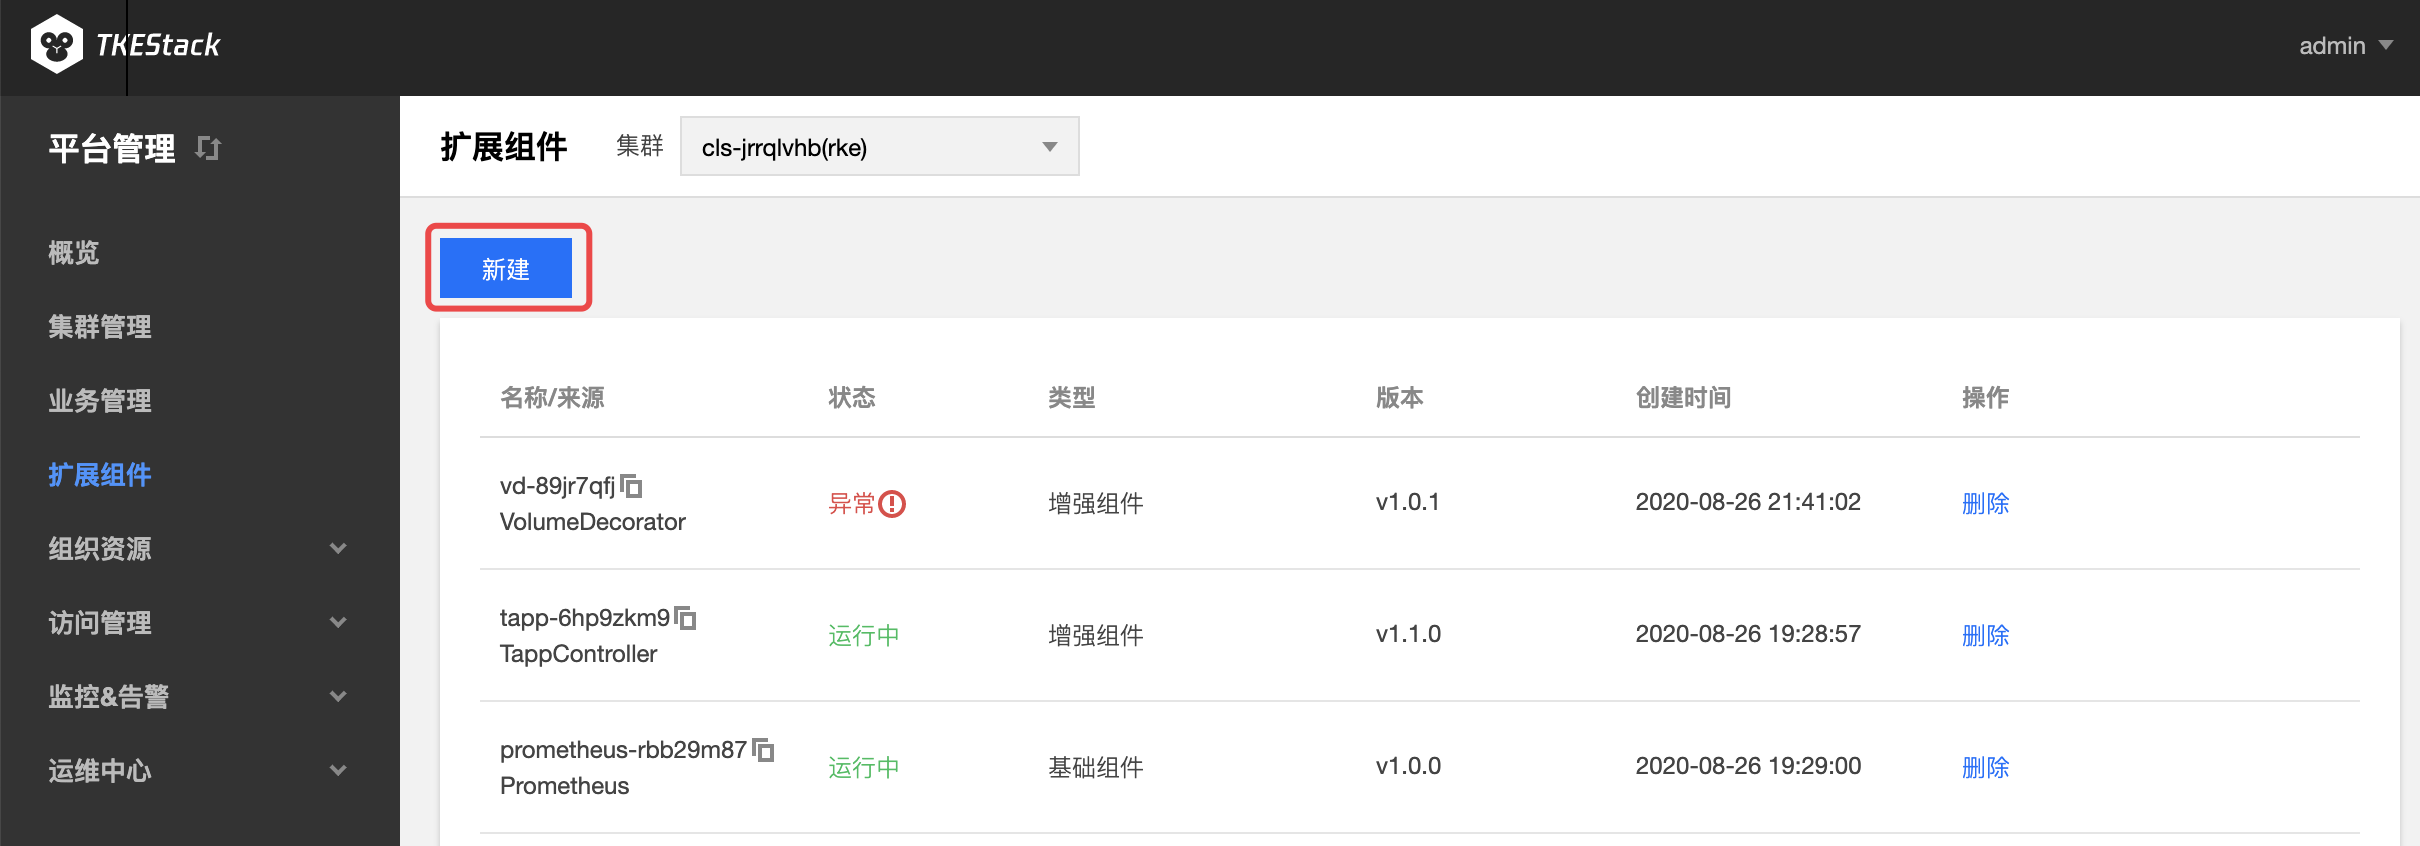 TKEStack
admin
平台管理
概览
集群管理
业务管理
扩展组件
组织资源
访问管理
监控&告警
运维中心
扩展组件 集群 cls-jrrqlvhb(rke)
新建
名称/来源 状态 类型 版本 创建时间 操作
vd-89jr7qfj
VolumeDecorator
异常 增强组件 v1.0.1 2020-08-26 21:41:02 删除
tapp-6hp9zkm9
TappController
运行中 增强组件 v1.1.0 2020-08-26 19:28:57 删除
prometheus-rbb29m87
Prometheus
运行中 基础组件 v1.0.0 2020-08-26 19:29:00 删除